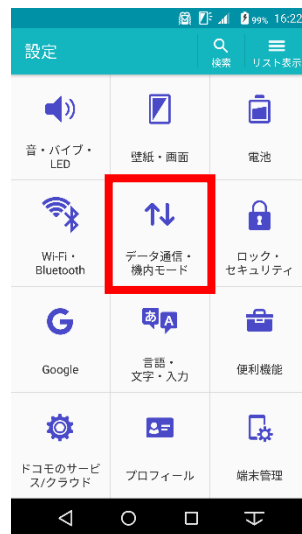 99% 16:22
設定
検索
リスト表示
音・バイブ・
LED
壁紙・画面
電池
Wi-Fi・
Bluetooth
データ通信・
機内モード
ロック・
セキュリティ
Google
言語・
文字・入力
便利機能
ドコモのサービ
ス/クラウド
プロフィール
端末管理